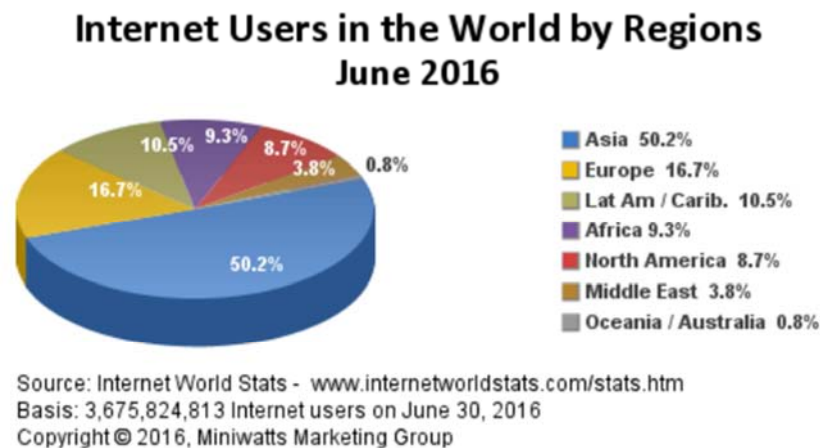 Internet Users in the World by Regions
June 2016
10.5%
9.3%
8.7%
3.8%
0.8%
16.7%
50.2%
Asia 50.2%
Europe 16.7%
Lat Am / Carib. 10.5%
Africa 9.3%
North America 8.7%
Middle East 3.8%
Oceania / Australia 0.8%
Source: Internet World Stats - www.internetworldstats.com/stats.htm
Basis: 3,675,824,813 Internet users on June 30, 2016
Copyright © 2016, Miniwatts Marketing Group